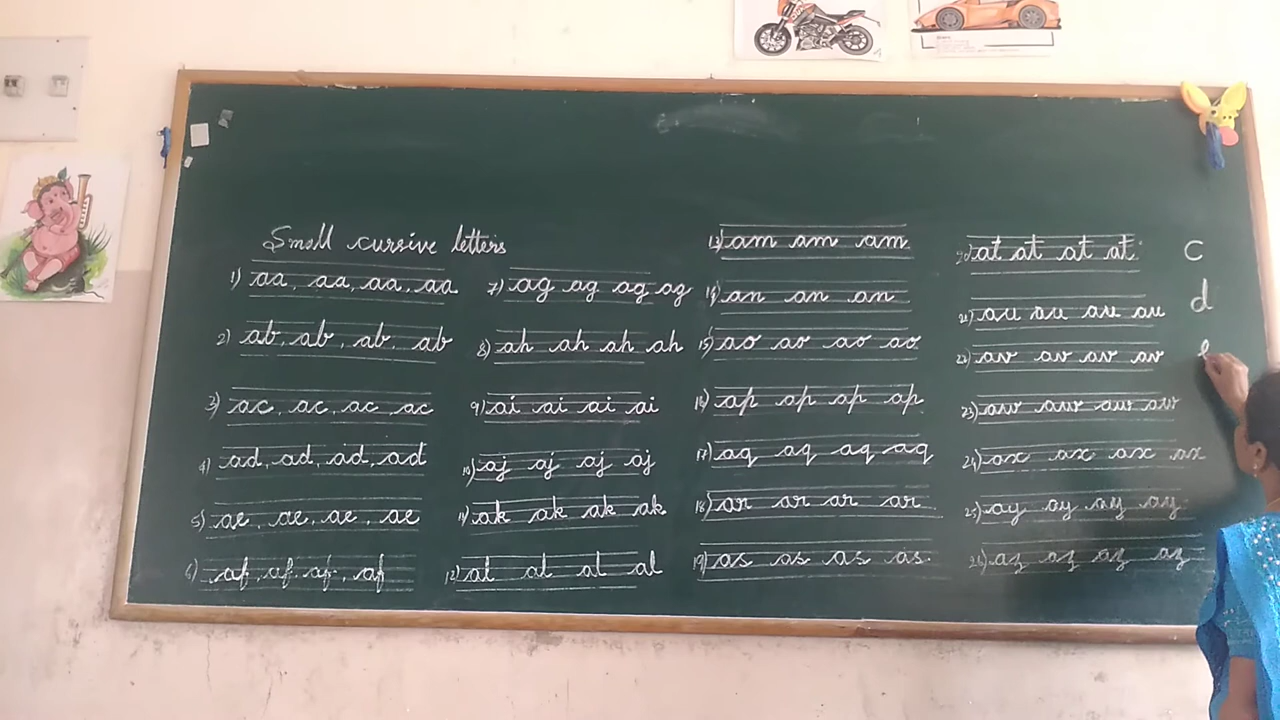 Small cursive letters
1) aa, aa, aa, aa
2) ab, ab, ab, ab
3) ac, ac, ac, ac
4) ad, ad, ad, ad
5) ae, ae, ae, ae
6) af, af, af, af
7) ag ag ag ag
8) ah ah ah ah
9) ai ai ai ai
10) aj aj aj aj
11) ak ak ak ak
12) al al al al
13) am am am
14) an an an
15) ao ao ao ao
16) ap ap ap ap
17) aq aq aq aq
18) ar ar ar ar
19) as as as as.
20) at at at at.
21) au au au au
22) av av av av
23) aw aw aw aw
24) ax ax ax ax
25) ay ay ay ay.
26) az az az az
c
d